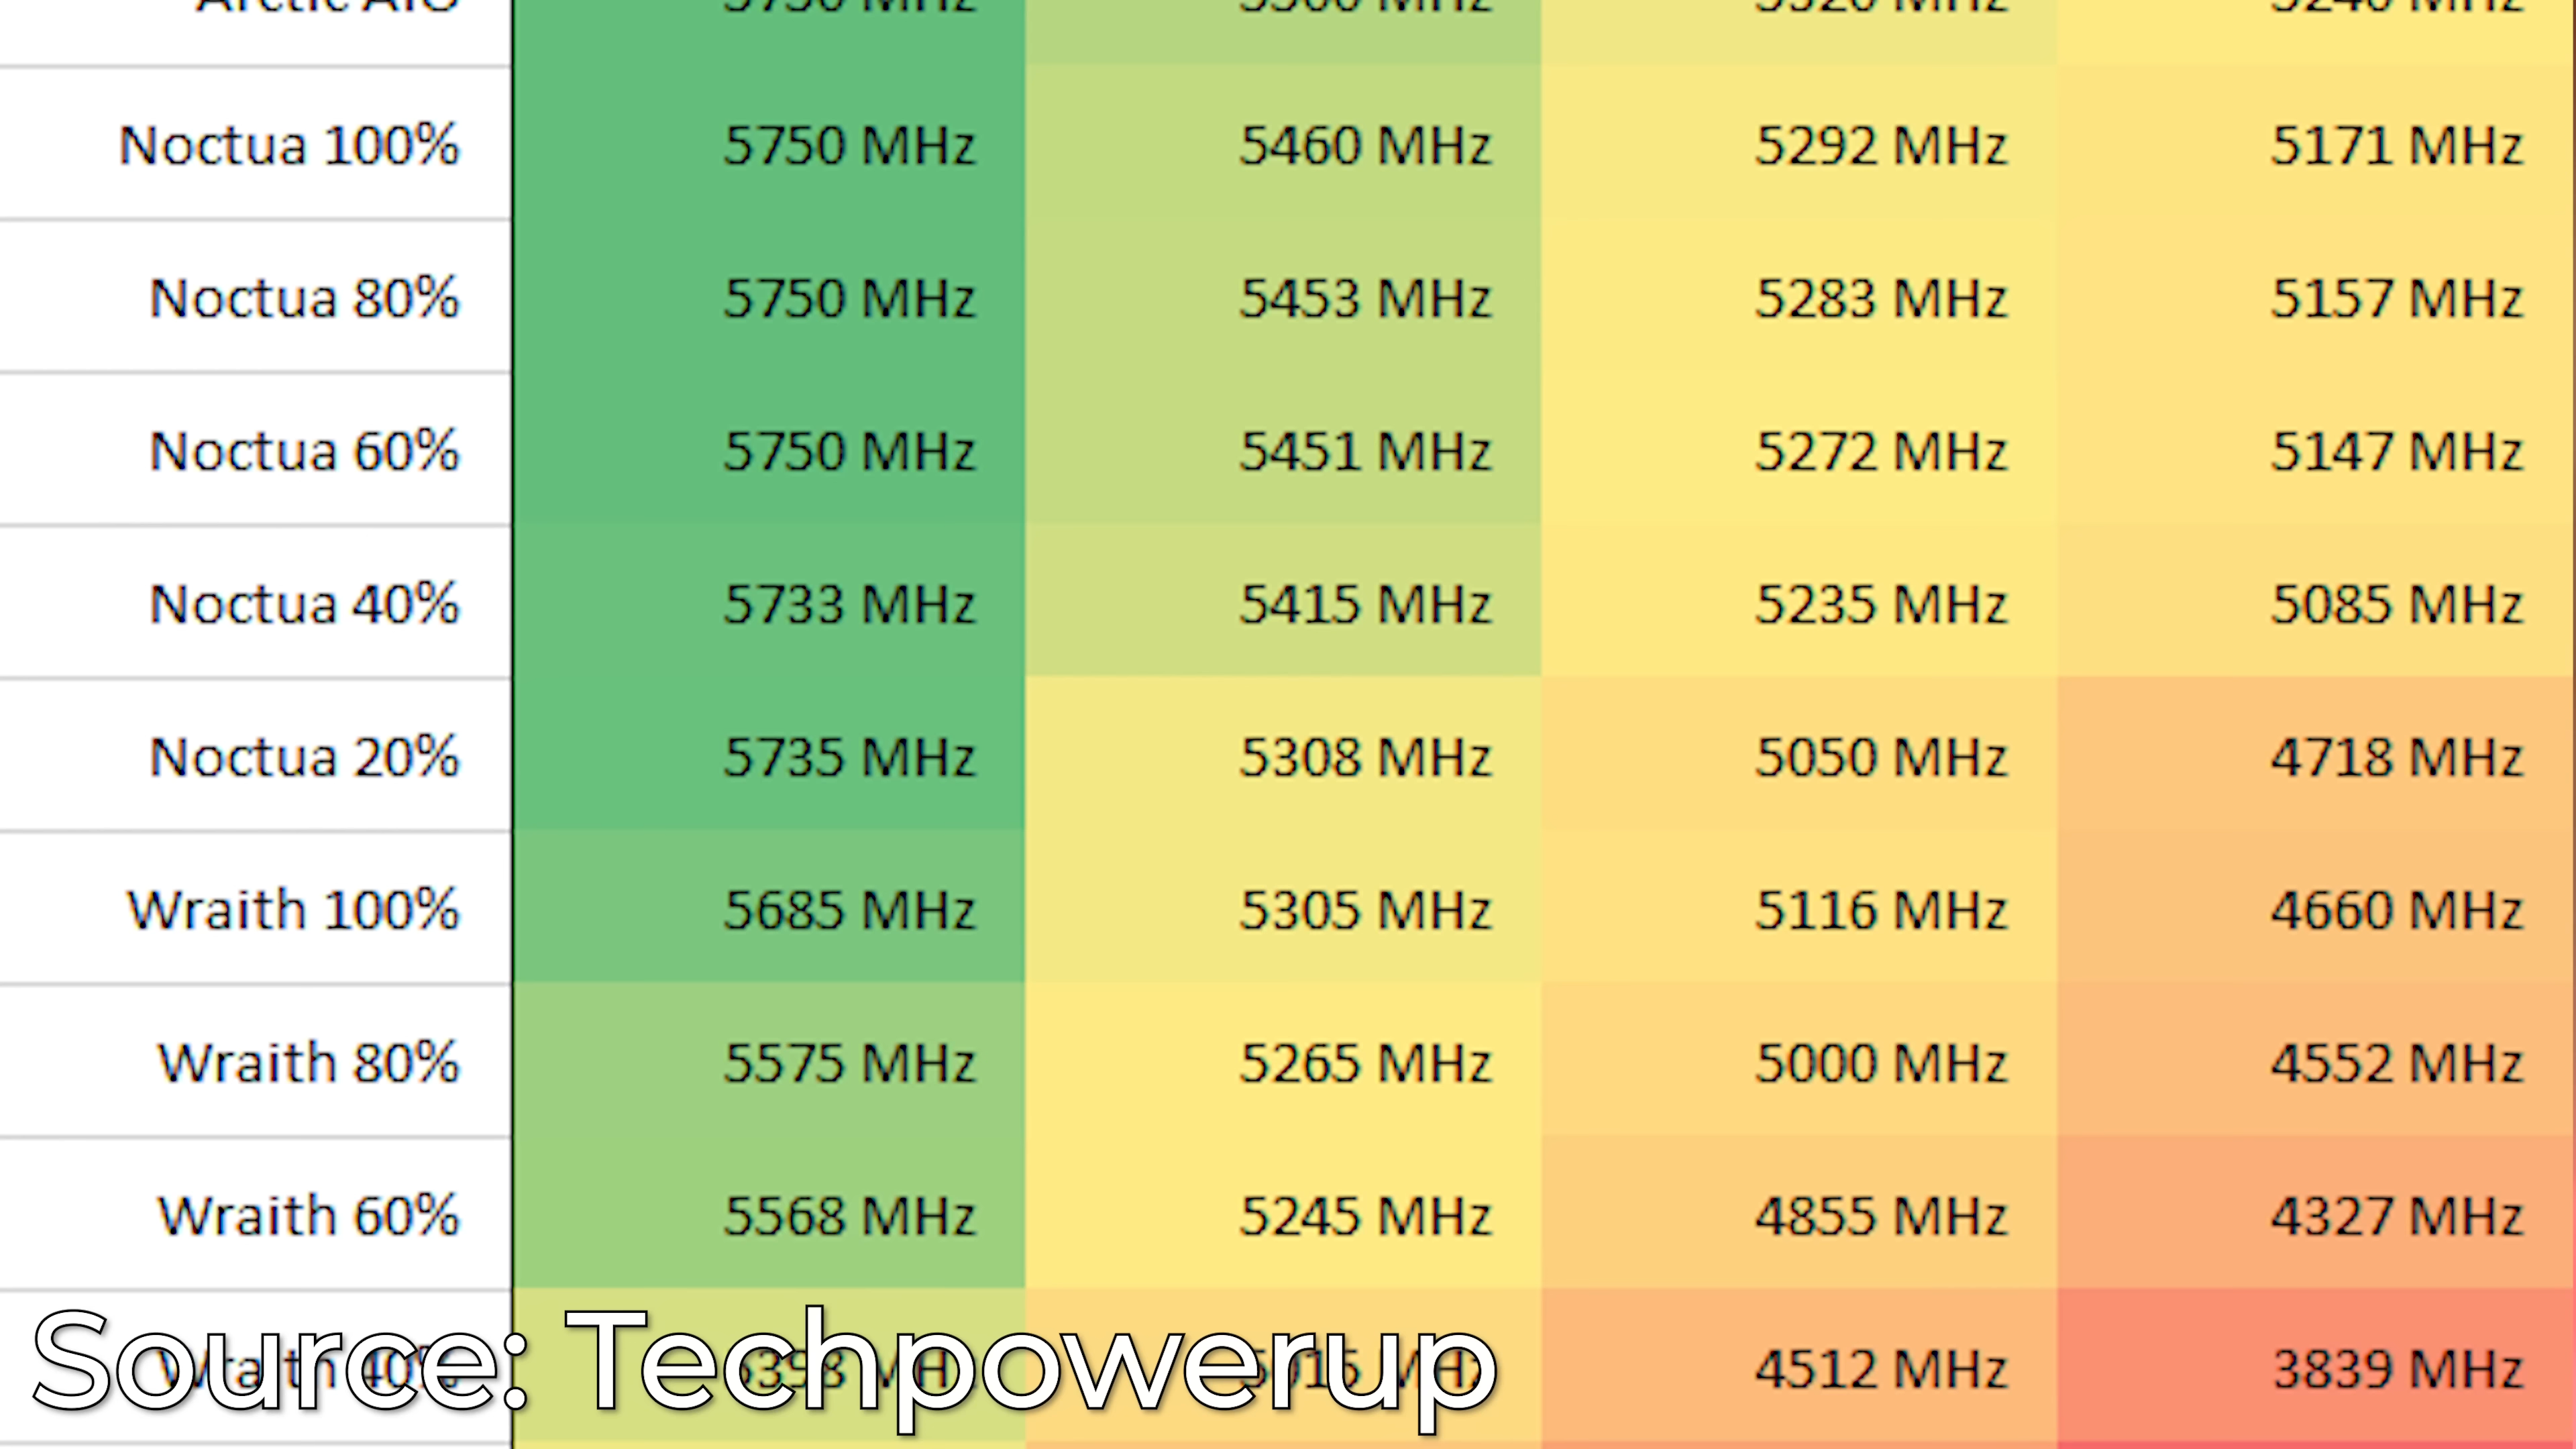 Noctua 100% 5750 MHz 5460 MHz 5292 MHz 5171 MHz
Noctua 80% 5750 MHz 5453 MHz 5283 MHz 5157 MHz
Noctua 60% 5750 MHz 5451 MHz 5272 MHz 5147 MHz
Noctua 40% 5733 MHz 5415 MHz 5235 MHz 5085 MHz
Noctua 20% 5735 MHz 5308 MHz 5050 MHz 4718 MHz
Wraith 100% 5685 MHz 5305 MHz 5116 MHz 4660 MHz
Wraith 80% 5575 MHz 5265 MHz 5000 MHz 4552 MHz
Wraith 60% 5568 MHz 5245 MHz 4855 MHz 4327 MHz
Wraith 40% MHz MHz 4512 MHz 3839 MHz
Source: Techpowerup